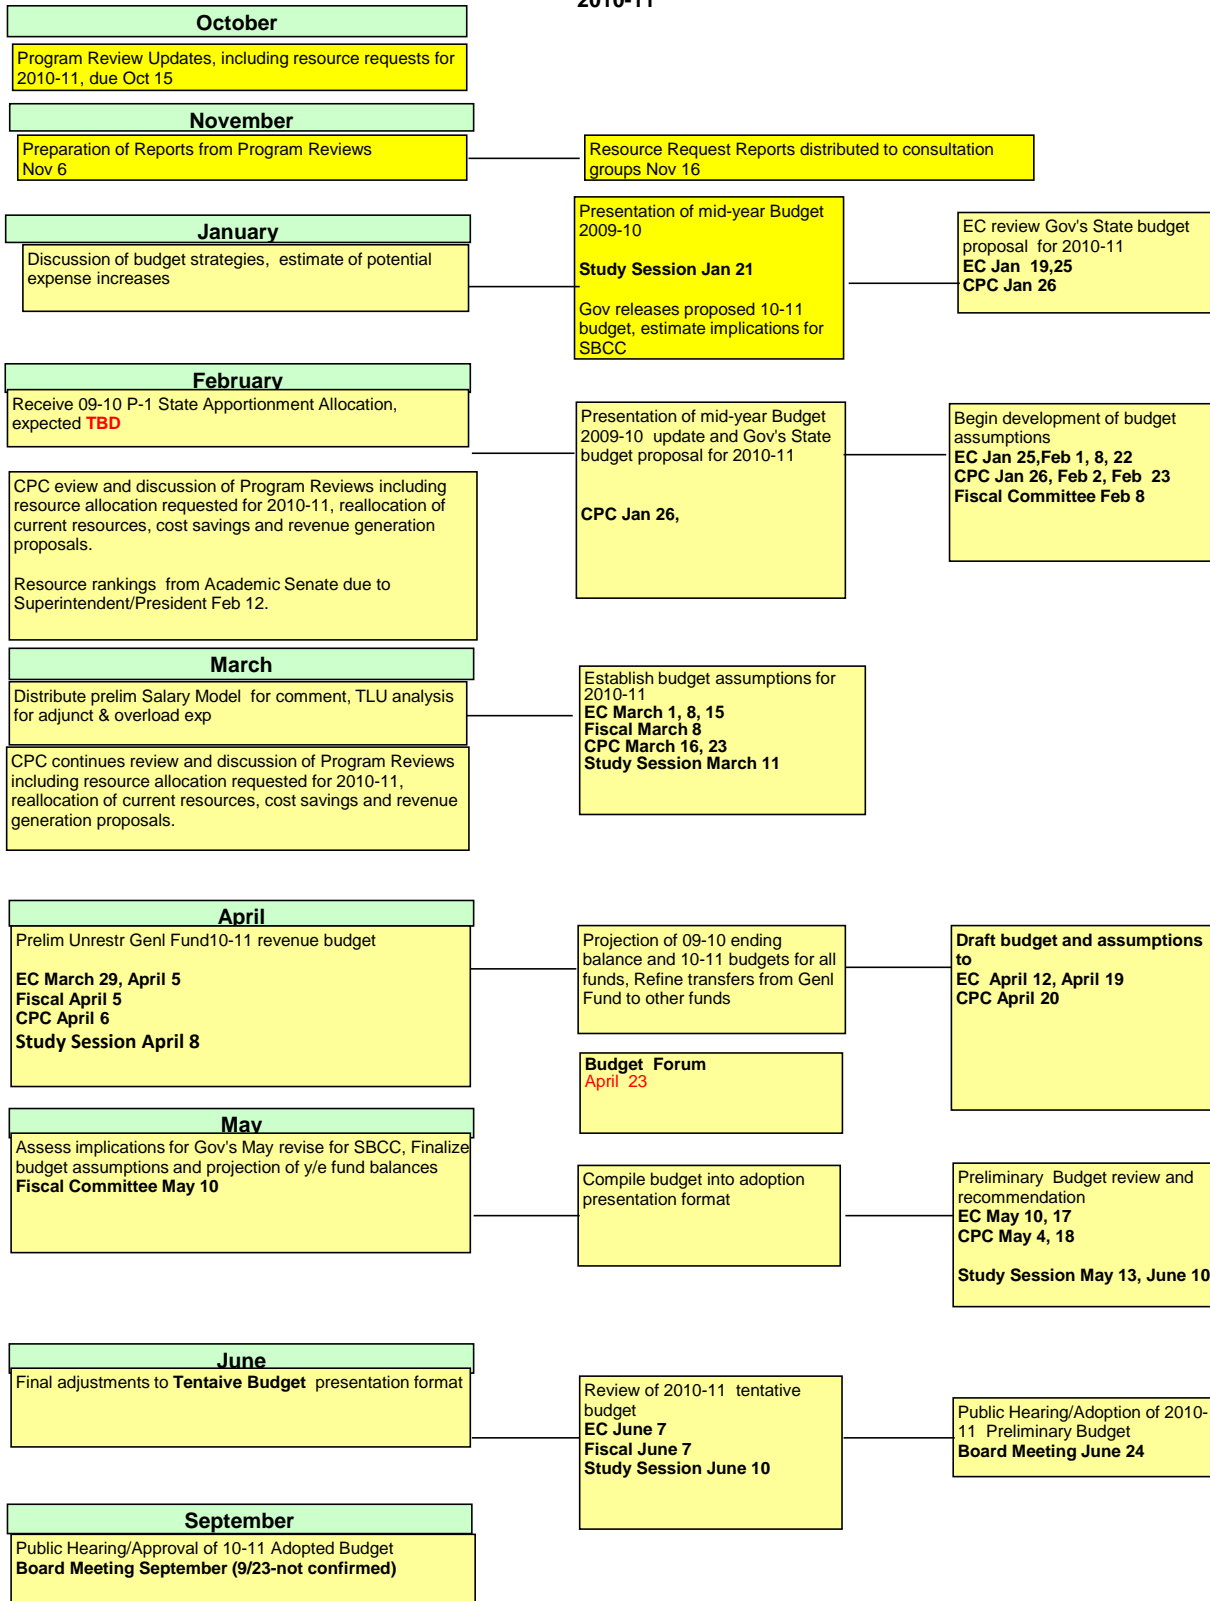 2010-11
October
Program Review Updates, including resource requests for
2010-11, due Oct 15
November
Preparation of Reports from Program Reviews
Nov 6
Resource Request Reports distributed to consultation
groups Nov 16
January
Discussion of budget strategies, estimate of potential
expense increases
Presentation of mid-year Budget
2009-10
Study Session Jan 21
Gov releases proposed 10-11
budget, estimate implications for
SBCC
EC review Gov's State budget
proposal for 2010-11
EC Jan 19,25
CPC Jan 26
February
Receive 09-10 P-1 State Apportionment Allocation,
expected TBD
CPC eview and discussion of Program Reviews including
resource allocation requested for 2010-11, reallocation of
current resources, cost savings and revenue generation
proposals.
Resource rankings from Academic Senate due to
Superintendent/President Feb 12.
Presentation of mid-year Budget
2009-10 update and Gov's State
budget proposal for 2010-11
CPC Jan 26,
Begin development of budget
assumptions
EC Jan 25,Feb 1, 8, 22
CPC Jan 26, Feb 2, Feb 23
Fiscal Committee Feb 8
March
Distribute prelim Salary Model for comment, TLU analysis
for adjunct & overload exp
CPC continues review and discussion of Program Reviews
including resource allocation requested for 2010-11,
reallocation of current resources, cost savings and revenue
generation proposals.
Establish budget assumptions for
2010-11
EC March 1, 8, 15
Fiscal March 8
CPC March 16, 23
Study Session March 11
April
Prelim Unrestr Genl Fund10-11 revenue budget
EC March 29, April 5
Fiscal April 5
CPC April 6
Study Session April 8
Projection of 09-10 ending
balance and 10-11 budgets for all
funds, Refine transfers from Genl
Fund to other funds
Draft budget and assumptions
to
EC April 12, April 19
CPC April 20
Budget Forum
April 23
May
Assess implications for Gov's May revise for SBCC, Finalize
budget assumptions and projection of y/e fund balances
Fiscal Committee May 10
Compile budget into adoption
presentation format
Preliminary Budget review and
recommendation
EC May 10, 17
CPC May 4, 18
Study Session May 13, June 10
June
Final adjustments to Tentaive Budget presentation format
Review of 2010-11 tentative
budget
EC June 7
Fiscal June 7
Study Session June 10
Public Hearing/Adoption of 2010-
11 Preliminary Budget
Board Meeting June 24
September
Public Hearing/Approval of 10-11 Adopted Budget
Board Meeting September (9/23-not confirmed)